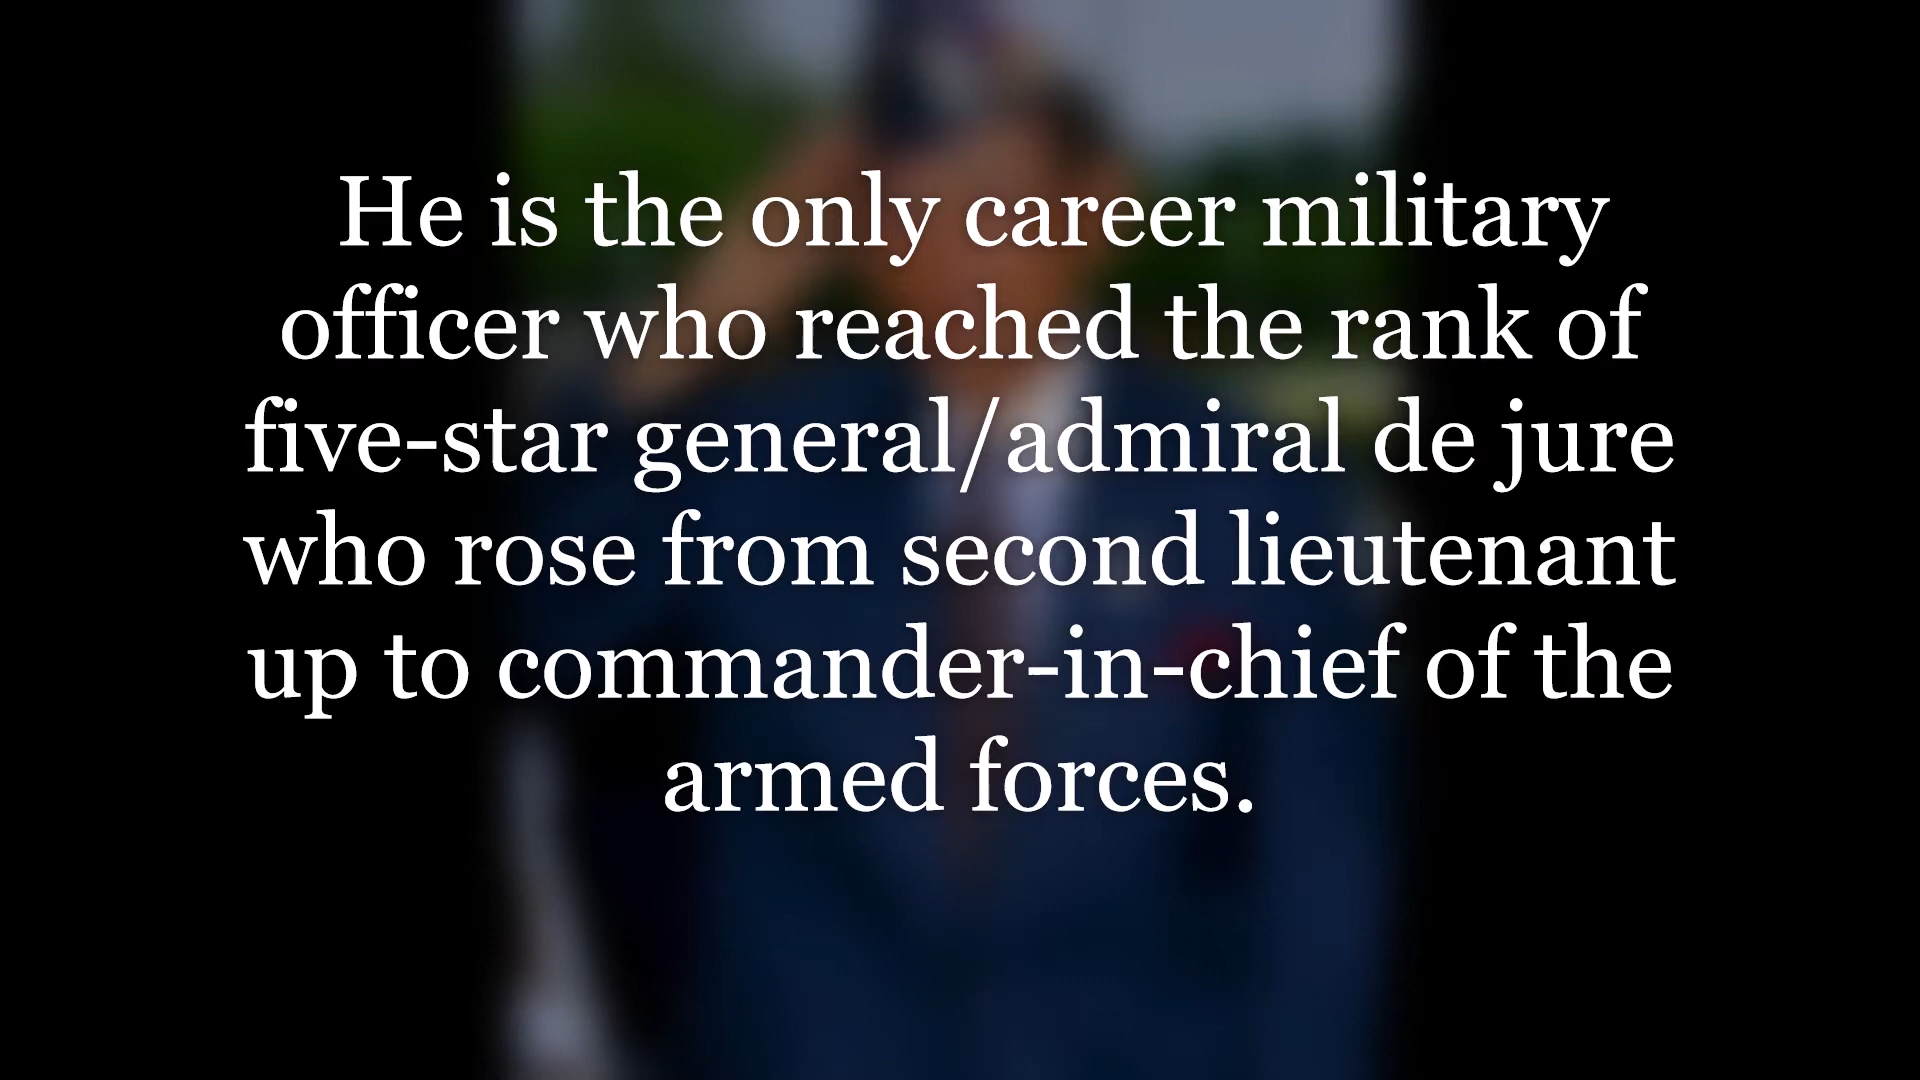 He is the only career military
officer who reached the rank of
five-star general/admiral de jure
who rose from second lieutenant
up to commander-in-chief of the
armed forces.